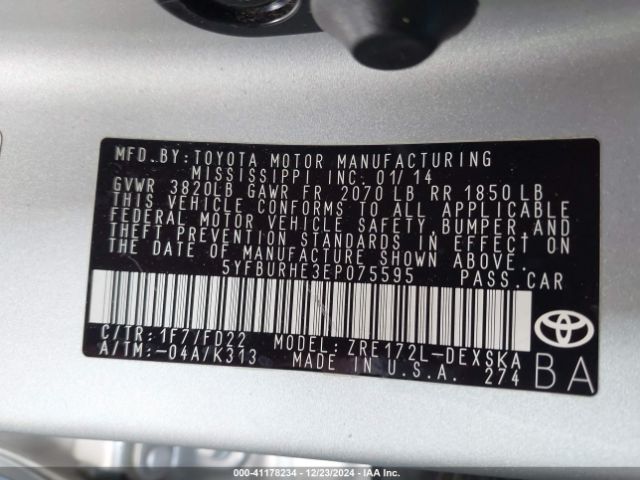 MFD.BY: TOYOTA MOTOR MANUFACTURING
MISSISSIPPI INC. 01/14
GVWR 3820LB GAWR FR 2070 LB RR 1850 LB
THIS VEHICLE CONFORMS TO ALL APPLICABLE
FEDERAL MOTOR VEHICLE SAFETY, BUMPER, AND
THEFT PREVENTION STANDARDS IN EFFECT ON
THE DATE OF MANUFACTURE SHOWN ABOVE.
5YFBURHE3EP075595 PASS.CAR
C/TR: 1F7/FD22 MODEL: ZRE172L-DEXSKA
A/TM: -04A/K313 MADE IN U.S.A. 274
BA
000-41178234 - 12/23/2024 - IAAI.COM